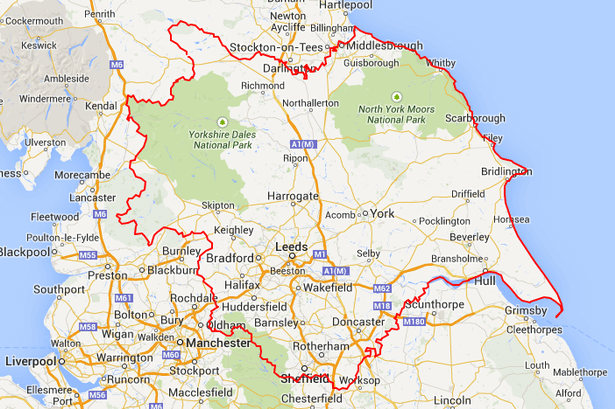 Hartlepool
Penrith
Newton
Aycliffe
Billingham
Cockermouth
Stockton-on-Tees
Middlesbrough
Keswick
Darlington
Guisborough
Whitby
M6
Ambleside
Richmond
Windermere
Kendal
Northallerton
North York Moors
National Park
Scarborough
Yorkshire Dales
National Park
Ulverston
A1(M)
Filey
Ripon
Bridlington
Morecambe
Lancaster
Harrogate
Driffield
M6
Fleetwood
Skipton
Acomb
York
Hornsea
Pocklington
Poulton-le-Fylde
Keighley
Beverley
Burnley
Leeds
Blackpool
M55
Bradford
M1
Selby
Bransholme
Preston
Blackburn
Beeston
A1(M)
Hull
Halifax
Wakefield
M62
Southport
M61
Rochdale
Huddersfield
M18
Scunthorpe
Grimsby
Bolton
Oldham
Barnsley
Doncaster
M180
Cleethorpes
M58
Wigan
Walkden
Manchester
Walton
M60
Rotherham
Liverpool
Warrington
Stockport
Sheffield
Worksop
Louth
Mablethorpe
Runcorn
Ellesmere
Port
Macclesfield
Chesterfield
Lincoln
Alford